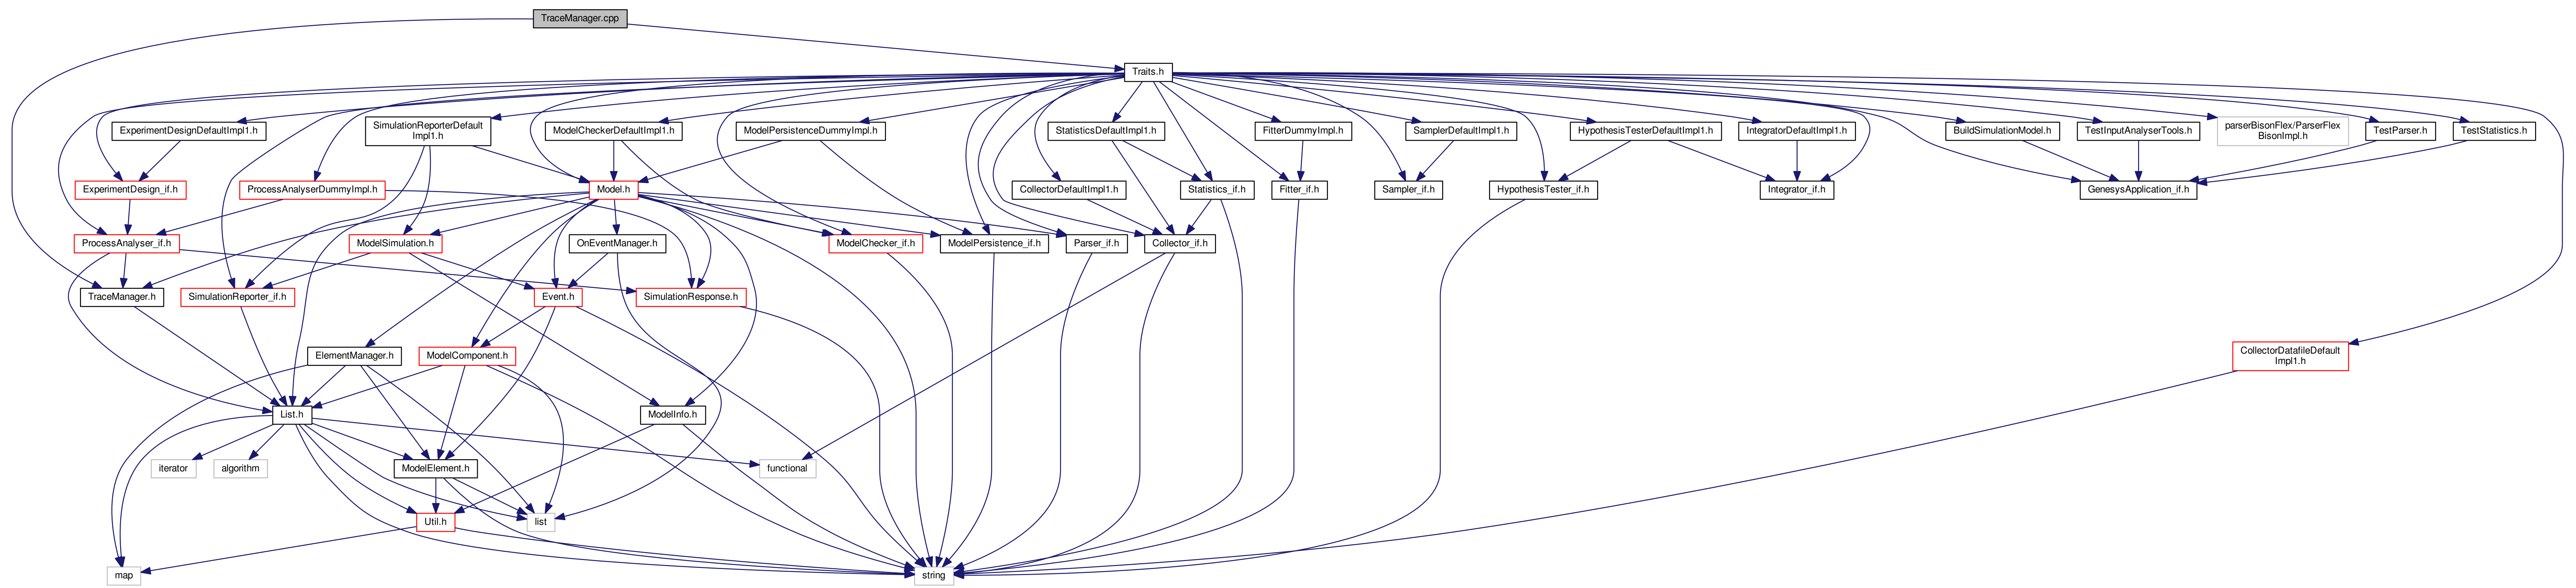 TraceManager.cpp
Traits.h
ExperimentDesignDefaultImpl1.h
SimulationReporterDefault
Impl1.h
ModelCheckerDefaultImpl1.h
ModelPersistenceDummyImpl.h
StatisticsDefaultImpl1.h
FitterDummyImpl.h
SamplerDefaultImpl1.h
HypothesisTesterDefaultImpl1.h
IntegratorDefaultImpl1.h
BuildSimulationModel.h
TestInputAnalyserTools.h
parserBisonFlex/ParserFlex
BisonImpl.h
TestParser.h
TestStatistics.h
ExperimentDesign_if.h
ProcessAnalyserDummyImpl.h
Model.h
CollectorDefaultImpl1.h
Statistics_if.h
Fitter_if.h
Sampler_if.h
HypothesisTester_if.h
Integrator_if.h
GenesysApplication_if.h
ProcessAnalyser_if.h
ModelSimulation.h
OnEventManager.h
ModelChecker_if.h
ModelPersistence_if.h
Parser_if.h
Collector_if.h
TraceManager.h
SimulationReporter_if.h
Event.h
SimulationResponse.h
ElementManager.h
ModelComponent.h
CollectorDatafileDefault
Impl1.h
List.h
ModelInfo.h
iterator
algorithm
ModelElement.h
functional
Util.h
list
map
string